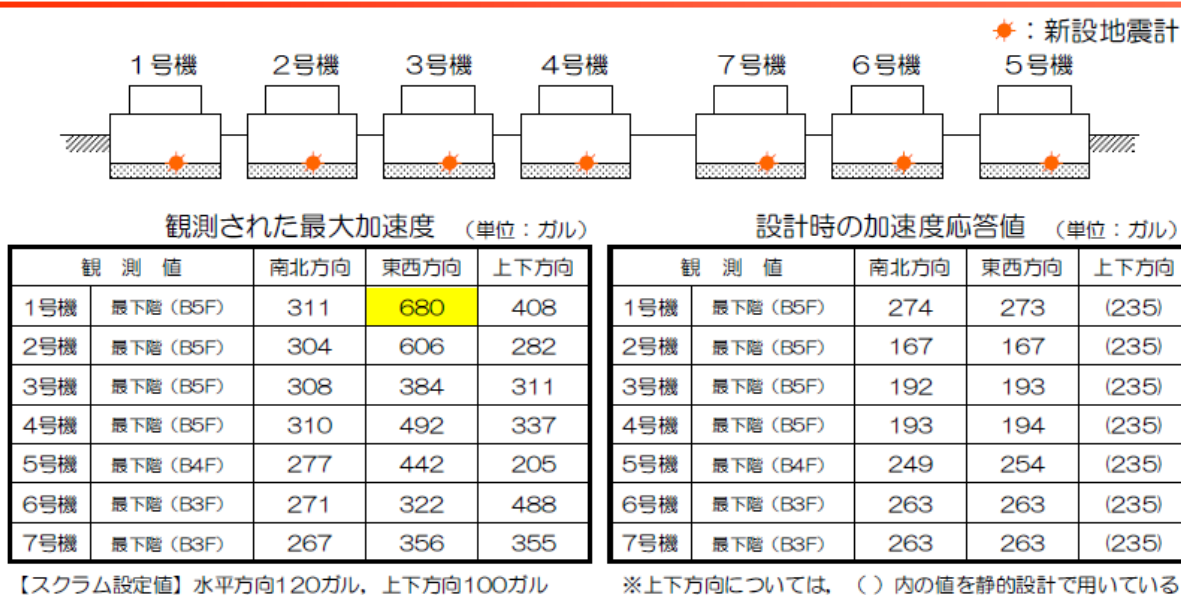 ：新設地震計
1号機 2号機 3号機 4号機 7号機 6号機 5号機
観測された最大加速度 （単位：ガル）
観 測 値 南北方向 東西方向 上下方向
1号機 最下階（B5F） 311 680 408
2号機 最下階（B5F） 304 606 282
3号機 最下階（B5F） 308 384 311
4号機 最下階（B5F） 310 492 337
5号機 最下階（B4F） 277 442 205
6号機 最下階（B3F） 271 322 488
7号機 最下階（B3F） 267 356 355
【スクラム設定値】水平方向120ガル，上下方向100ガル
設計時の加速度応答値 （単位：ガル）
観 測 値 南北方向 東西方向 上下方向
1号機 最下階（B5F） 274 273 (235)
2号機 最下階（B5F） 167 167 (235)
3号機 最下階（B5F） 192 193 (235)
4号機 最下階（B5F） 193 194 (235)
5号機 最下階（B4F） 249 254 (235)
6号機 最下階（B3F） 263 263 (235)
7号機 最下階（B3F） 263 263 (235)
※上下方向については，（ ）内の値を静的設計で用いている